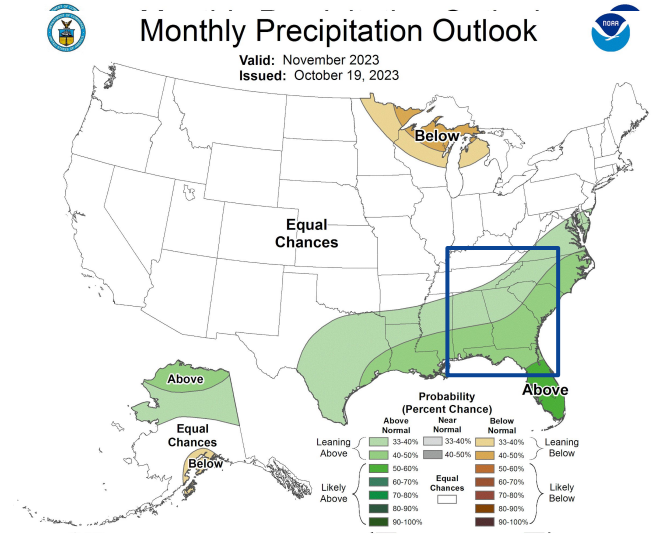 Monthly Precipitation Outlook
Valid: November 2023
Issued: October 19, 2023
NOAA
Below
Equal
Chances
Above
Above
Equal
Chances
Below
Probability
(Percent Chance)
Above Normal
Near Normal
Below Normal
Leaning Above
33-40% 33-40% 33-40%
40-50% 40-50% 40-50%
Leaning Below
Likely Above
50-60% 50-60%
60-70% 60-70%
70-80% 70-80%
80-90% 80-90%
90-100% 90-100%
Equal Chances
Likely Below